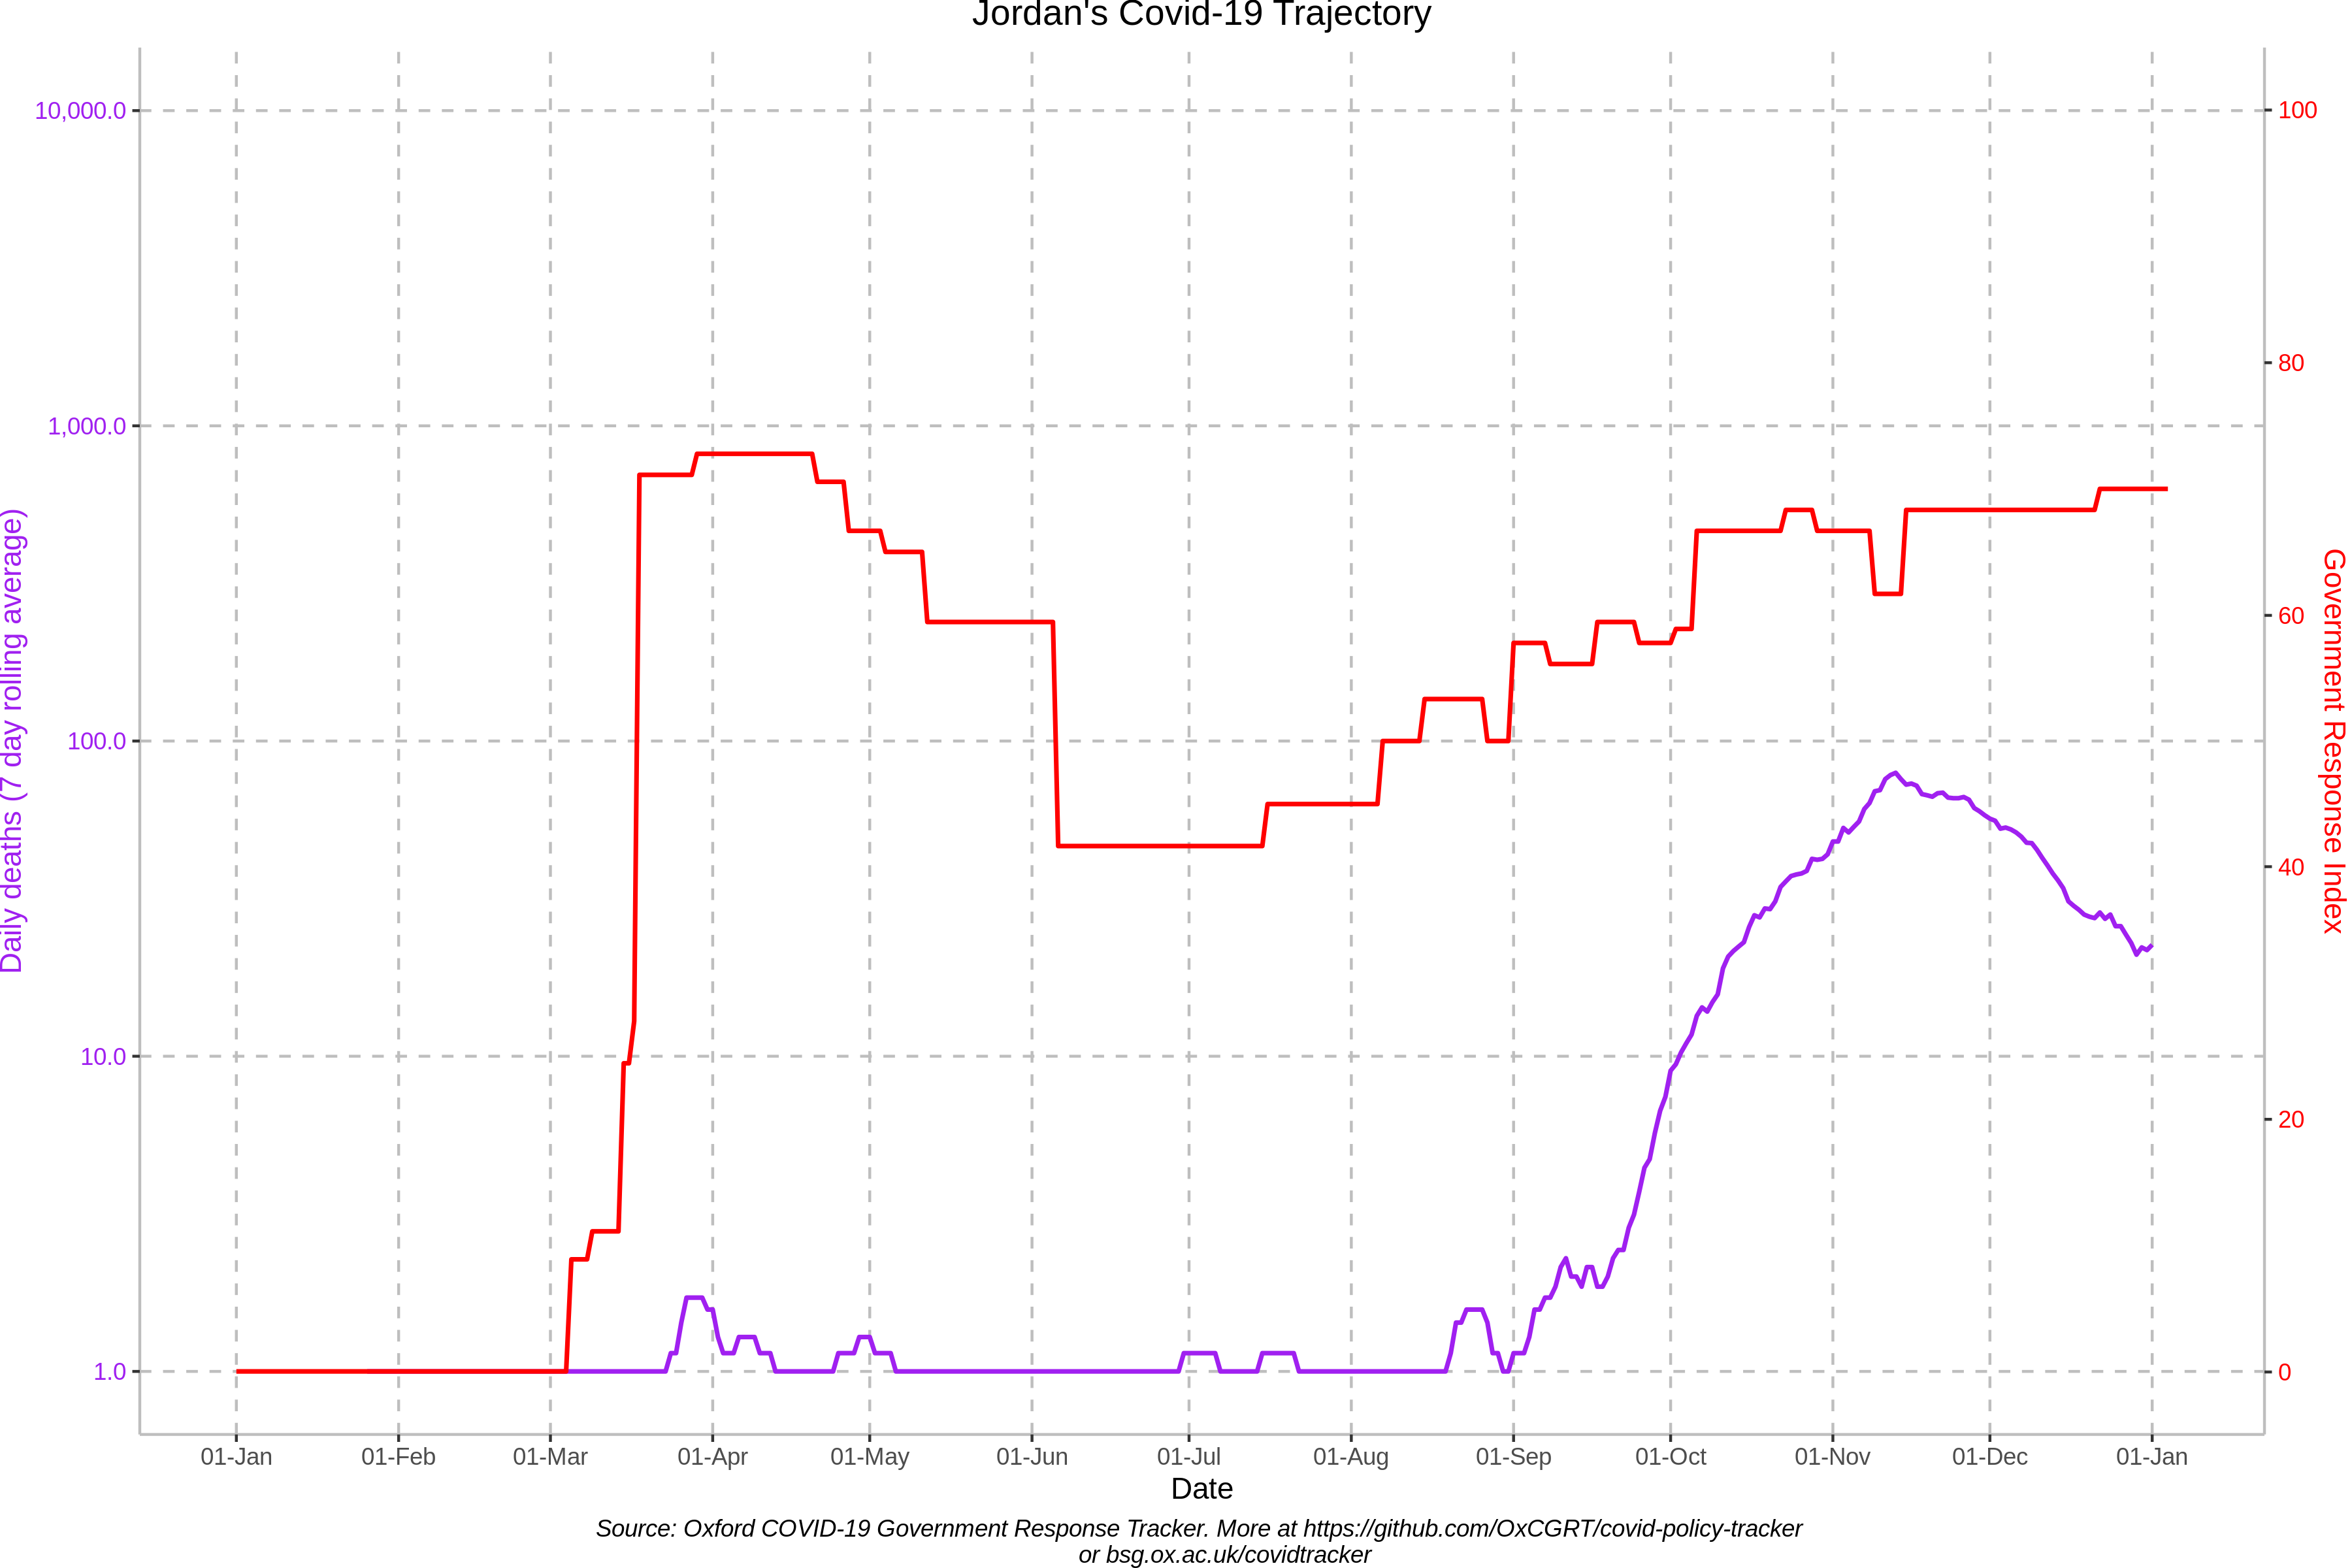 Jordan's Covid-19 Trajectory
10,000.0
1,000.0
100.0
10.0
1.0
Daily deaths (7 day rolling average)
100
80
60
40
20
0
Government Response Index
01-Jan 01-Feb 01-Mar 01-Apr 01-May 01-Jun 01-Jul 01-Aug 01-Sep 01-Oct 01-Nov 01-Dec 01-Jan
Date
Source: Oxford COVID-19 Government Response Tracker. More at https://github.com/OxCGRT/covid-policy-tracker
or bsg.ox.ac.uk/covidtracker